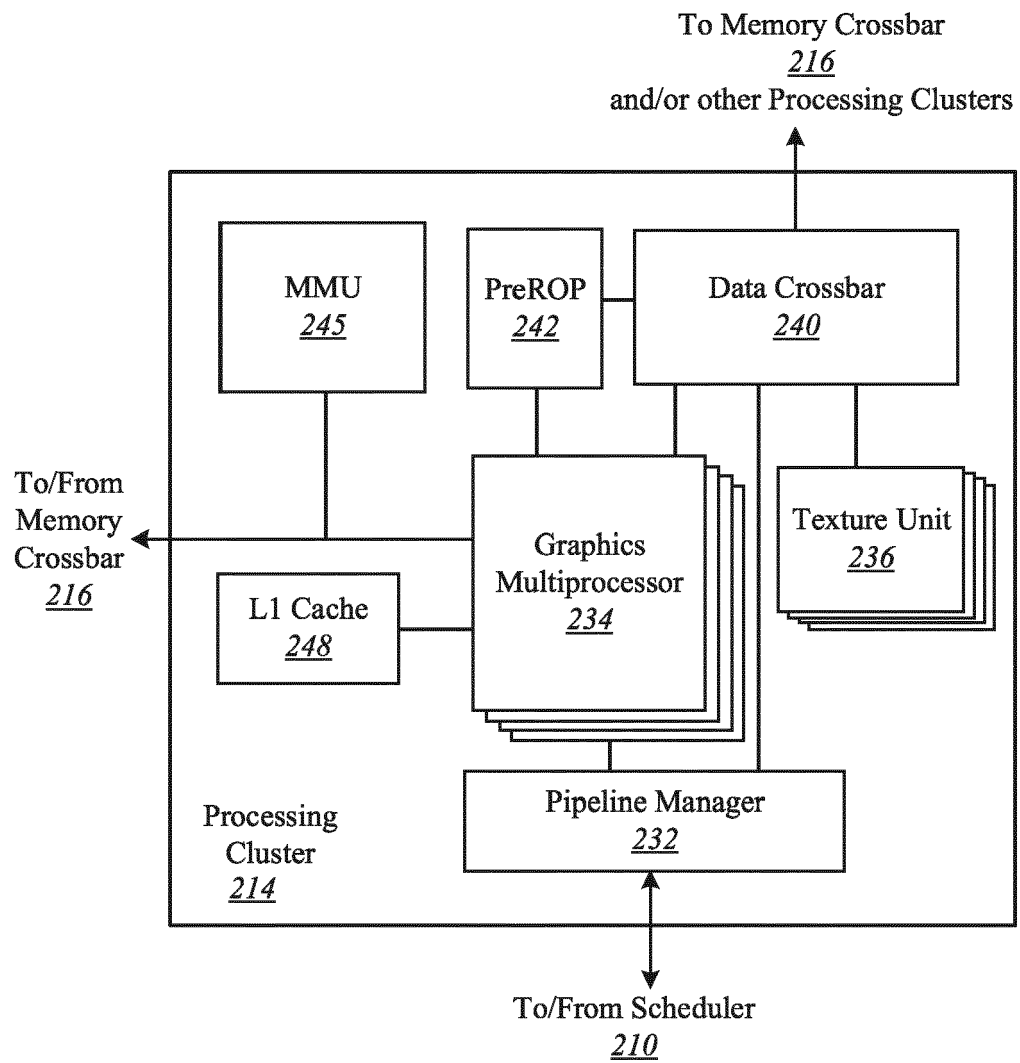 To Memory Crossbar
216
and/or other Processing Clusters
MMU
245
PreROP
242
Data Crossbar
240
To/From
Memory
Crossbar
216
Graphics
Multiprocessor
234
Texture Unit
236
L1 Cache
248
Pipeline Manager
232
Processing
Cluster
214
To/From Scheduler
210